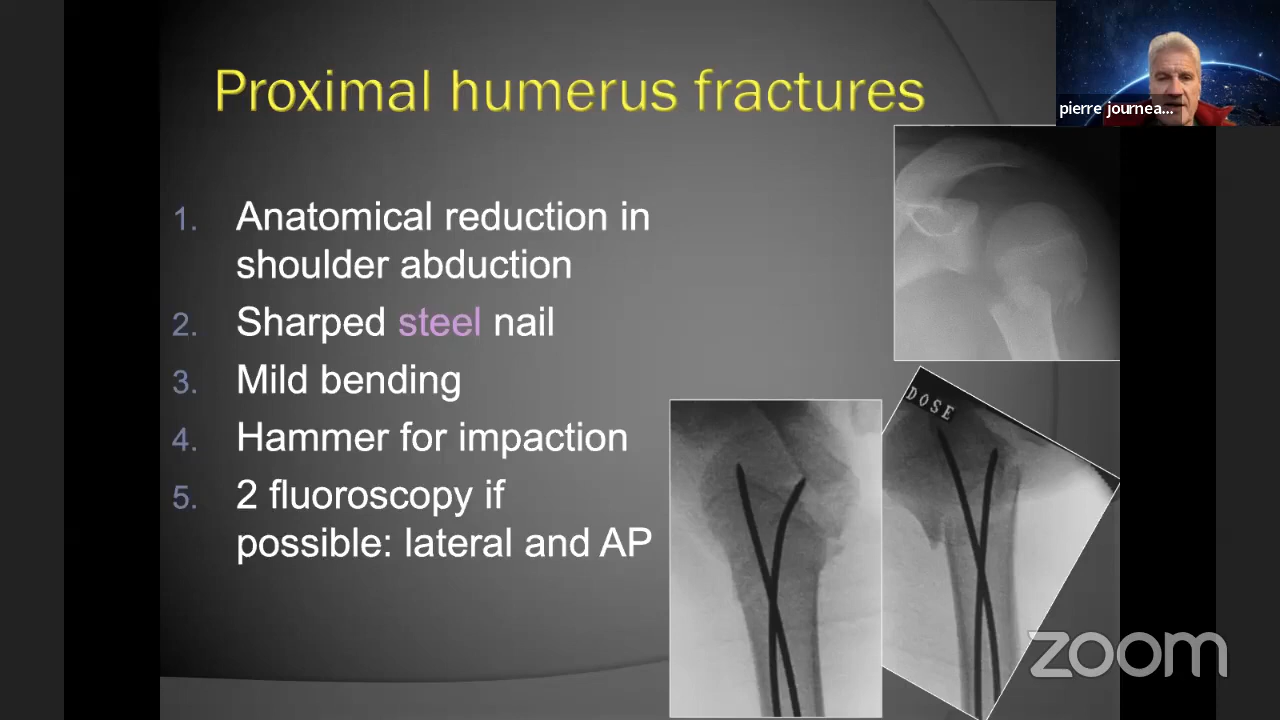 Proximal humerus fractures
pierre journea...
1. Anatomical reduction in
shoulder abduction
2. Sharped steel nail
3. Mild bending
4. Hammer for impaction
5. 2 fluoroscopy if
possible: lateral and AP
DOSE
zoom